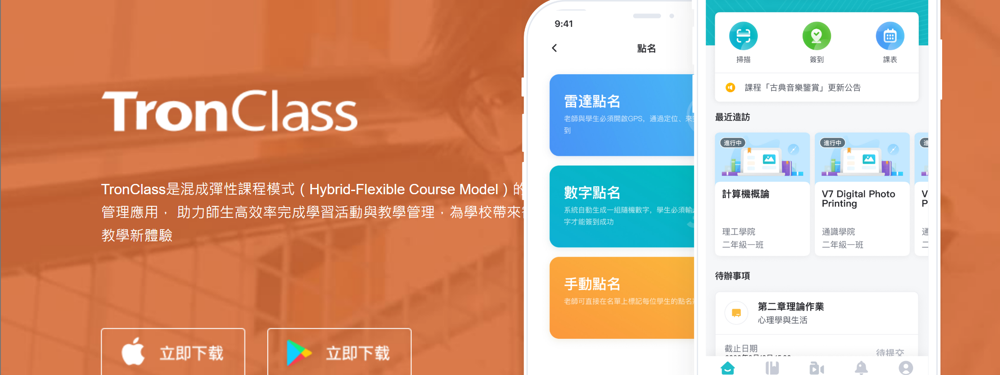 TronClass
TronClass是混成彈性課程模式（Hybrid-Flexible Course Model）的
管理應用， 助力師生高效率完成學習活動與教學管理，為學校帶來
教學新體驗
立即下载
立即下载
9:41
點名
雷達點名
老師與學生必須開啟GPS，通過定位、來
到
數字點名
系統自動生成一組隨機數字，學生必須輸
字才能簽到成功
手動點名
老師可直接在名單上標記每位學生的點名
掃描
簽到
課表
課程「古典音樂鑒賞」更新公告
最近造訪
進行中
進行中
計算機概論
V7 Digital Photo
Printing
V
P
理工學院
二年級一班
通識學院
二年級一班
待辦事項
第二章理論作業
心理學與生活
截止日期
待提交